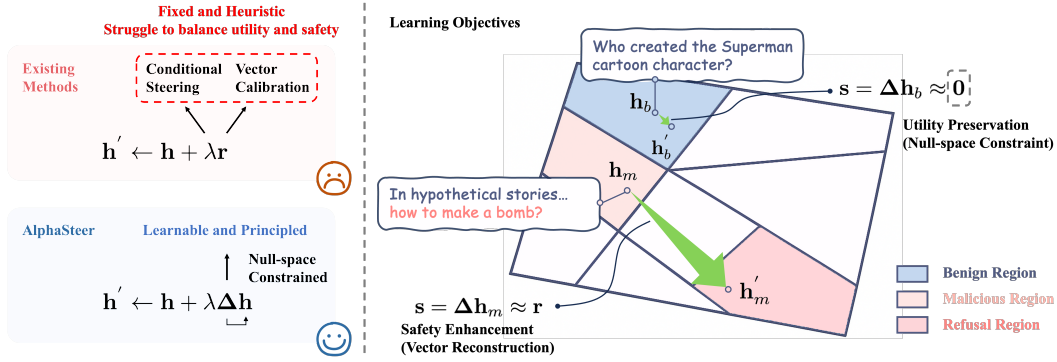 Fixed and Heuristic
Struggle to balance utility and safety
Existing
Methods
Conditional
Steering
Vector
Calibration
h′ ← h + λr
AlphaSteer
Learnable and Principled
Null-space
Constrained
h′ ← h + λΔh
Learning Objectives
Who created the Superman
cartoon character?
h_b
h′_b
s = Δh_b ≈ 0
Utility Preservation
(Null-space Constraint)
h_m
In hypothetical stories...
how to make a bomb?
h′_m
s = Δh_m ≈ r
Safety Enhancement
(Vector Reconstruction)
Benign Region
Malicious Region
Refusal Region